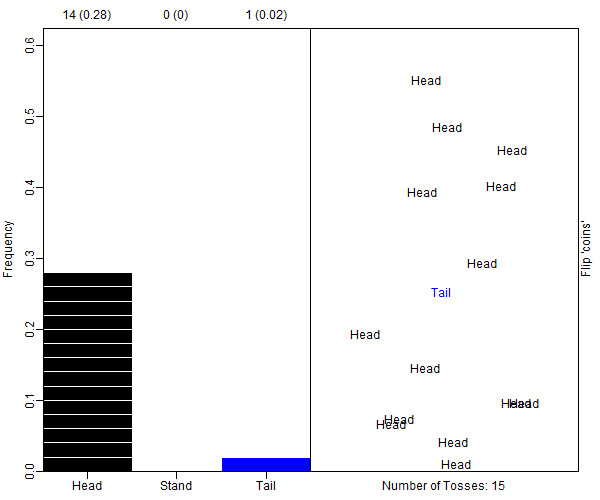 14 (0.28) 0 (0) 1 (0.02)
Frequency
0.6
0.5
0.4
0.3
0.2
0.1
0.0
Head Stand Tail
Head
Head
Head
Head
Head
Head
Tail
Head
Head
Head Head
Head
Head
Head
Head
Number of Tosses: 15
Flip 'coins'